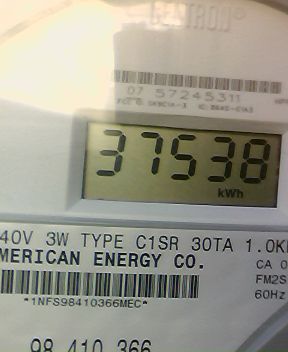 CENTRON®
07 57245311
37538
kWh
40V 3W TYPE C1SR 30TA 1.0K
MERICAN ENERGY CO.
CA 0
FM2S
60Hz
*1NFS98410366MEC*
98 410 366